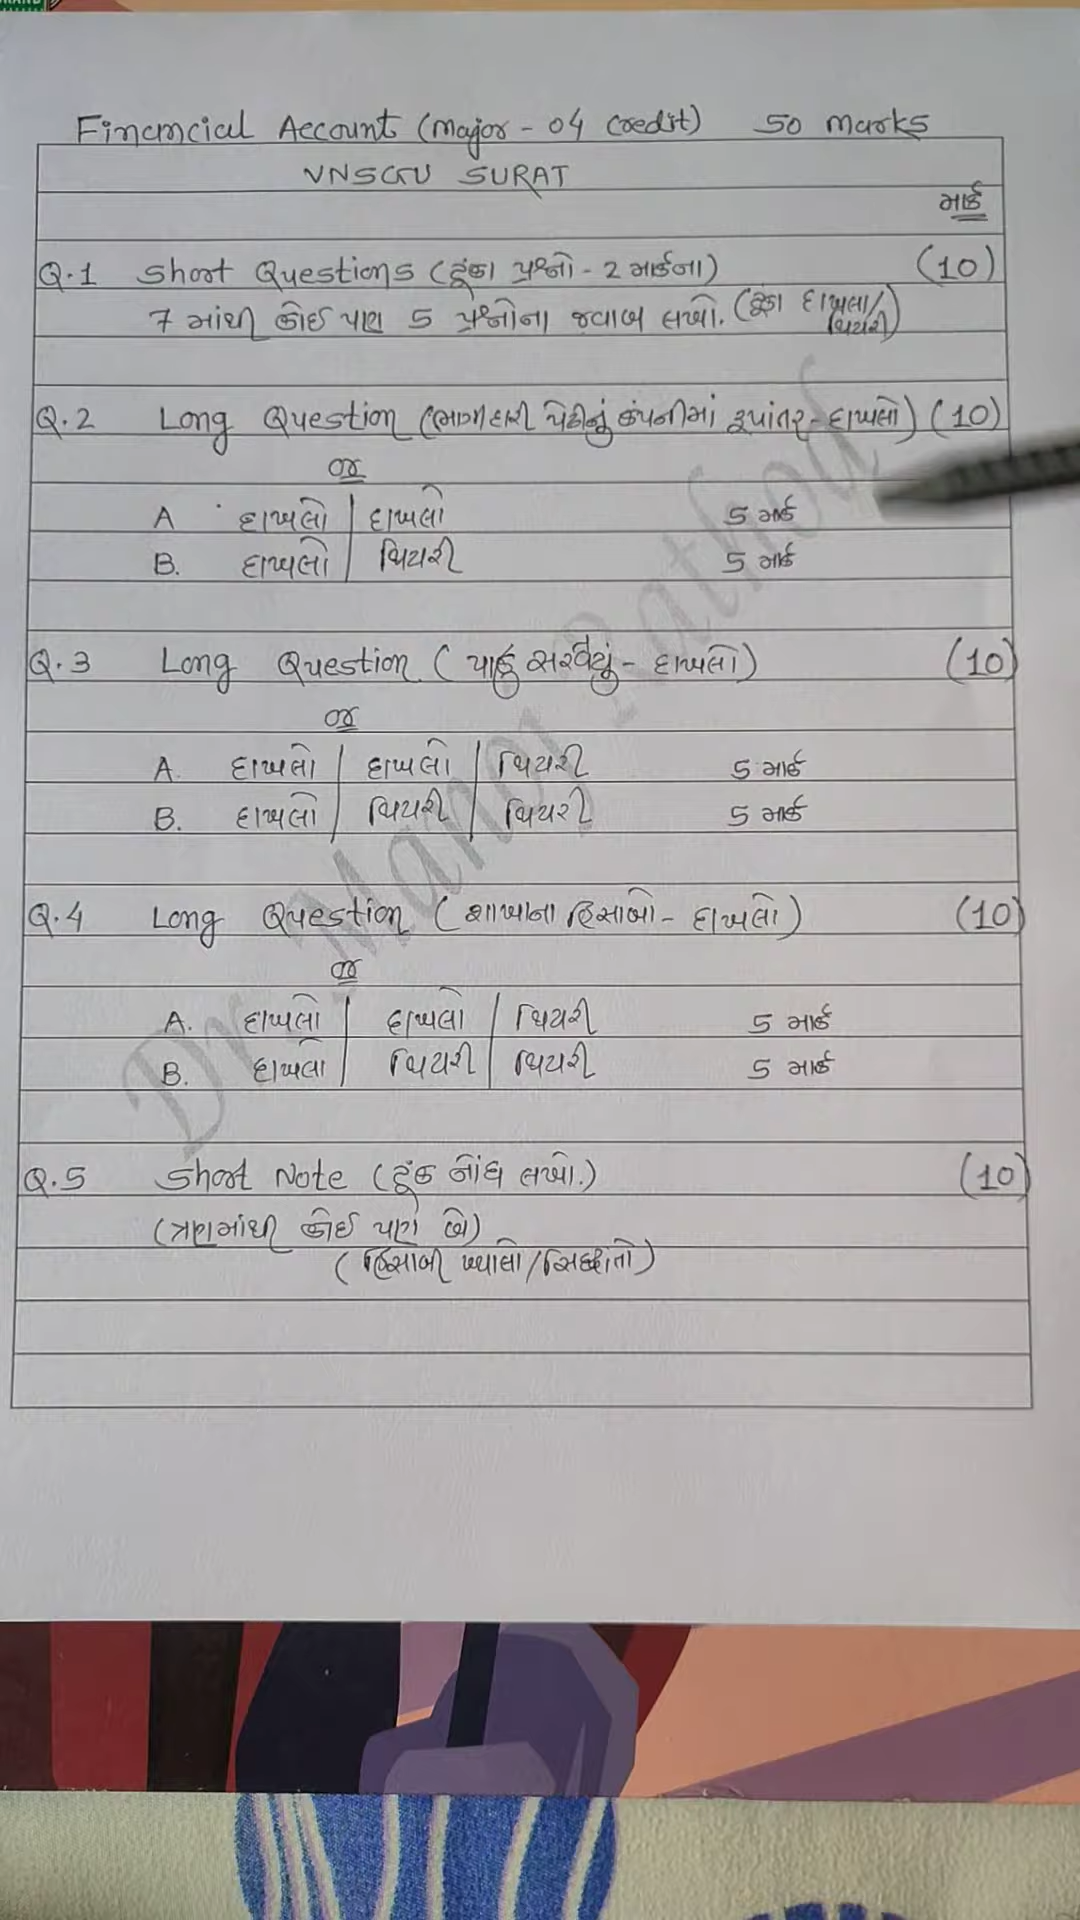 Financial Account (Major - 04 credit) 50 Marks
VNSGU SURAT
માર્ક
Q.1 Short Questions (ટૂંકા પ્રશ્નો - 2 માર્કના) (10)
7 માંથી કોઈ પણ 5 પ્રશ્નોના જવાબ લખો. (ટૂંકા દાખલા/થિયરી)
Q.2 Long Question (ભાગીદારી પેઢીનું કંપનીમાં રૂપાંતર - દાખલો) (10)
OR
A દાખલો | દાખલો 5 માર્ક
B. દાખલો | થિયરી 5 માર્ક
Q.3 Long Question. (પાકું સરવૈયું - દાખલો) (10)
OR
A. દાખલો | દાખલો | થિયરી 5 માર્ક
B. દાખલો | થિયરી | થિયરી 5 માર્ક
Q.4 Long Question (શાખાના હિસાબો - દાખલો) (10)
OR
A. દાખલો | દાખલો | થિયરી 5 માર્ક
B. દાખલો | થિયરી | થિયરી 5 માર્ક
Q.5 Short Note (ટૂંક નોંધ લખો.) (10)
(ત્રણમાંથી કોઈ પણ બે)
(હિસાબી ખ્યાલો/સિદ્ધાંતો)
Dr. Manoj Rathod